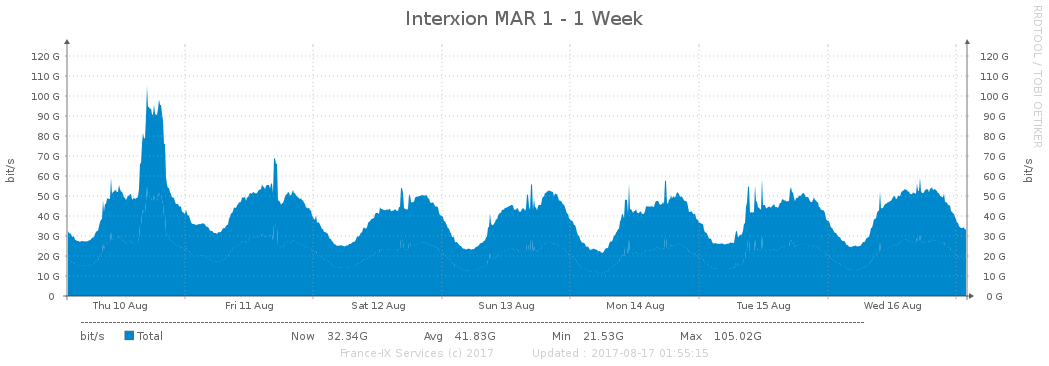 Interxion MAR 1 - 1 Week
RRDTOOL / TOBI OETIKER
bit/s
120 G 120 G
110 G 110 G
100 G 100 G
90 G 90 G
80 G 80 G
70 G 70 G
60 G 60 G
50 G 50 G
40 G 40 G
30 G 30 G
20 G 20 G
10 G 10 G
0 0 G
bit/s
Thu 10 Aug Fri 11 Aug Sat 12 Aug Sun 13 Aug Mon 14 Aug Tue 15 Aug Wed 16 Aug
bit/s Total Now 32.34G Avg 41.83G Min 21.53G Max 105.02G
France-IX Services (c) 2017 Updated : 2017-08-17 01:55:15